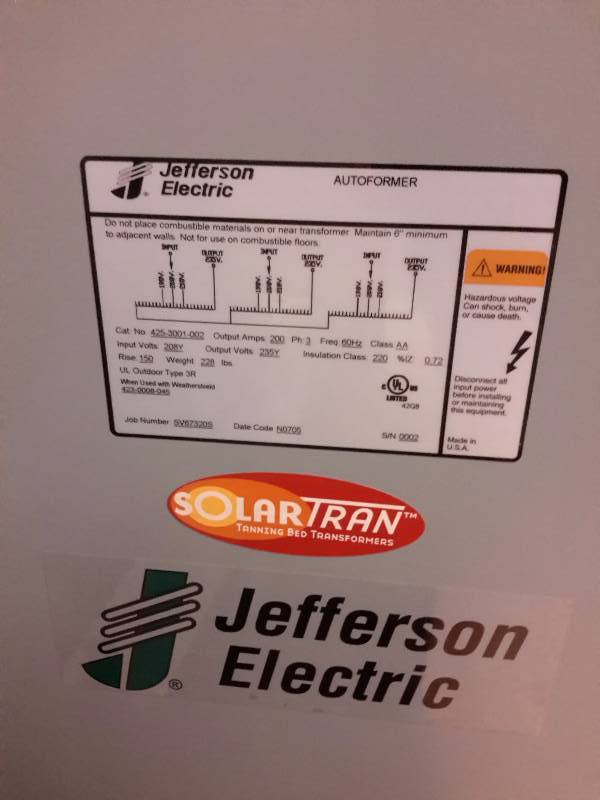 Jefferson
Electric
AUTOFORMER
Do not place combustible materials on or near transformer. Maintain 6" minimum
to adjacent walls. Not for use on combustible floors.
INPUT OUTPUT 235V. INPUT OUTPUT 235V. INPUT OUTPUT 235V.
WARNING!
Hazardous voltage
Can shock, burn,
or cause death.
Cat. No. 425-3001-002 Output Amps 200 Ph 3 Freq 60Hz Class AA
Input Volts 208Y Output Volts 235Y Insulation Class 220 %IZ 0.72
Rise 150 Weight 228 lbs
UL Outdoor Type 3R
When Used with Weathershield
423-0008-045
UL
LISTED
42GB
Disconnect all
input power
before installing
or maintaining
this equipment.
Job Number SV67320S Date Code N0705 S/N 0002
Made in
U.S.A.
SOLARTRAN™
TANNING BED TRANSFORMERS
Jefferson
Electric
®